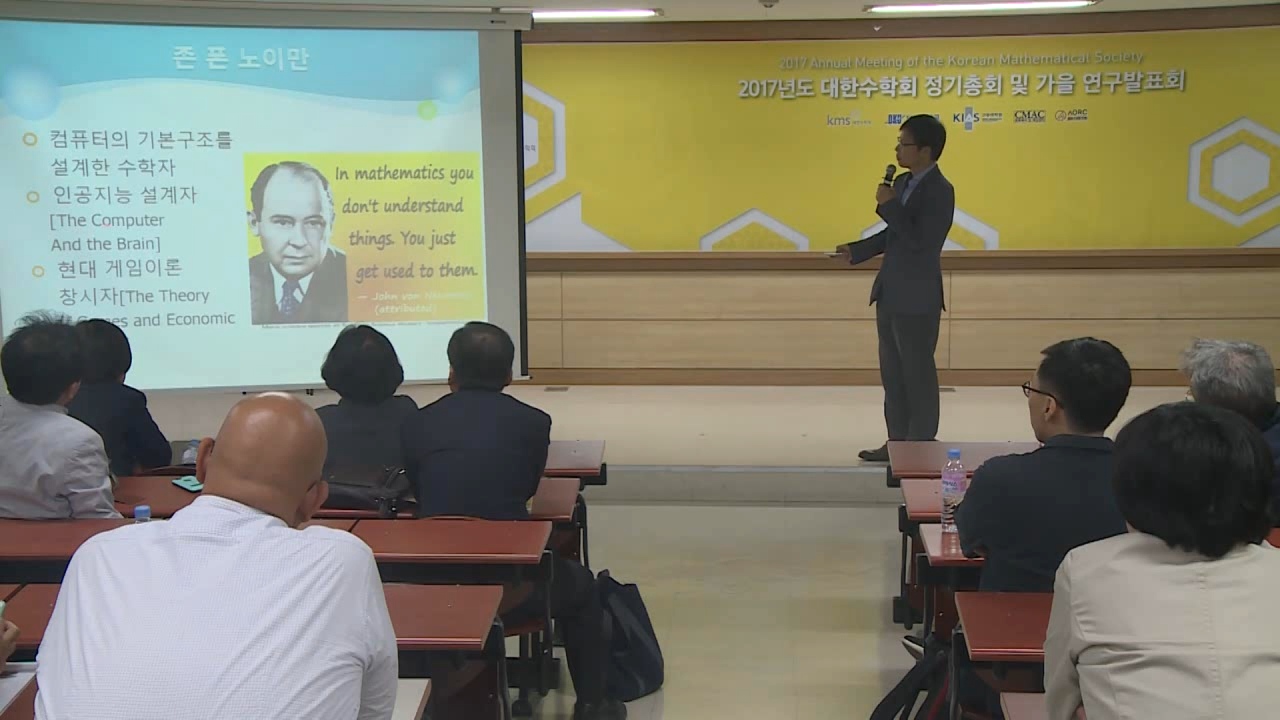 존 폰 노이만
컴퓨터의 기본구조를
설계한 수학자
인공지능 설계자
[The Computer
And the Brain]
현대 게임이론
창시자[The Theory
and Economic
In mathematics you
don't understand
things. You just
get used to them.
— John von Neumann
(attributed)
2017 Annual Meeting of the Korean Mathematical Society
2017년도 대한수학회 정기총회 및 가을 연구발표회
kms
KIAS
CMAC
AORC